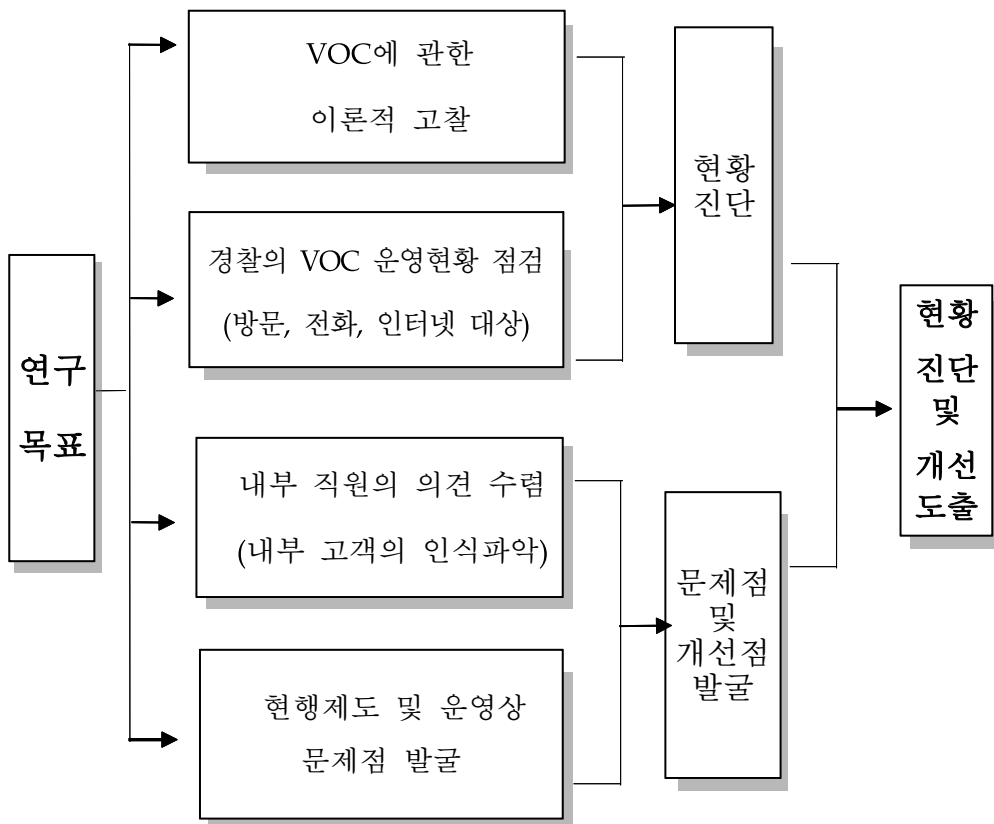 연구
목표
VOC에 관한
이론적 고찰
경찰의 VOC 운영현황 점검
(방문, 전화, 인터넷 대상)
내부 직원의 의견 수렴
(내부 고객의 인식파악)
현행제도 및 운영상
문제점 발굴
현황
진단
문제점
및
개선점
발굴
현황
진단
및
개선
도출